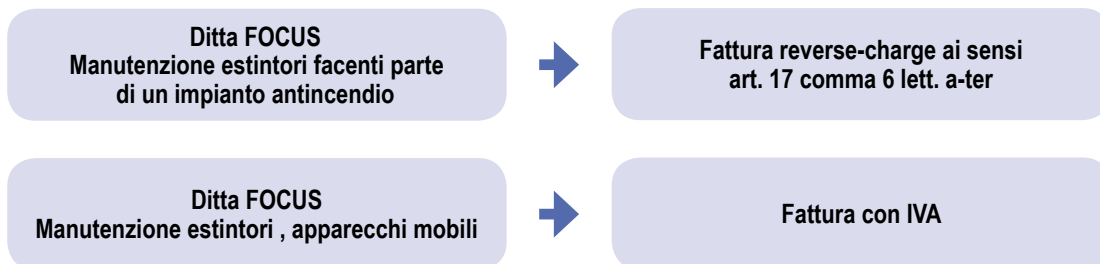 Ditta FOCUS
Manutenzione estintori facenti parte
di un impianto antincendio
Fattura reverse-charge ai sensi
art. 17 comma 6 lett. a-ter
Ditta FOCUS
Manutenzione estintori , apparecchi mobili
Fattura con IVA